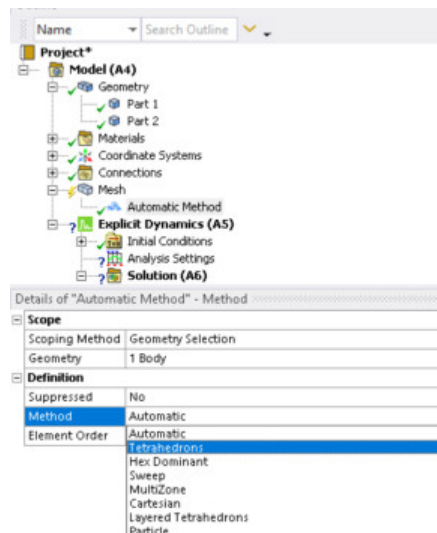 Name Search Outline
Project*
Model (A4)
Geometry
Part 1
Part 2
Materials
Coordinate Systems
Connections
Mesh
Automatic Method
Explicit Dynamics (A5)
Initial Conditions
Analysis Settings
Solution (A6)
Details of "Automatic Method" - Method
Scope
Scoping Method Geometry Selection
Geometry 1 Body
Definition
Suppressed No
Method Automatic
Element Order Automatic
Tetrahedrons
Hex Dominant
Sweep
MultiZone
Cartesian
Layered Tetrahedrons
Particle